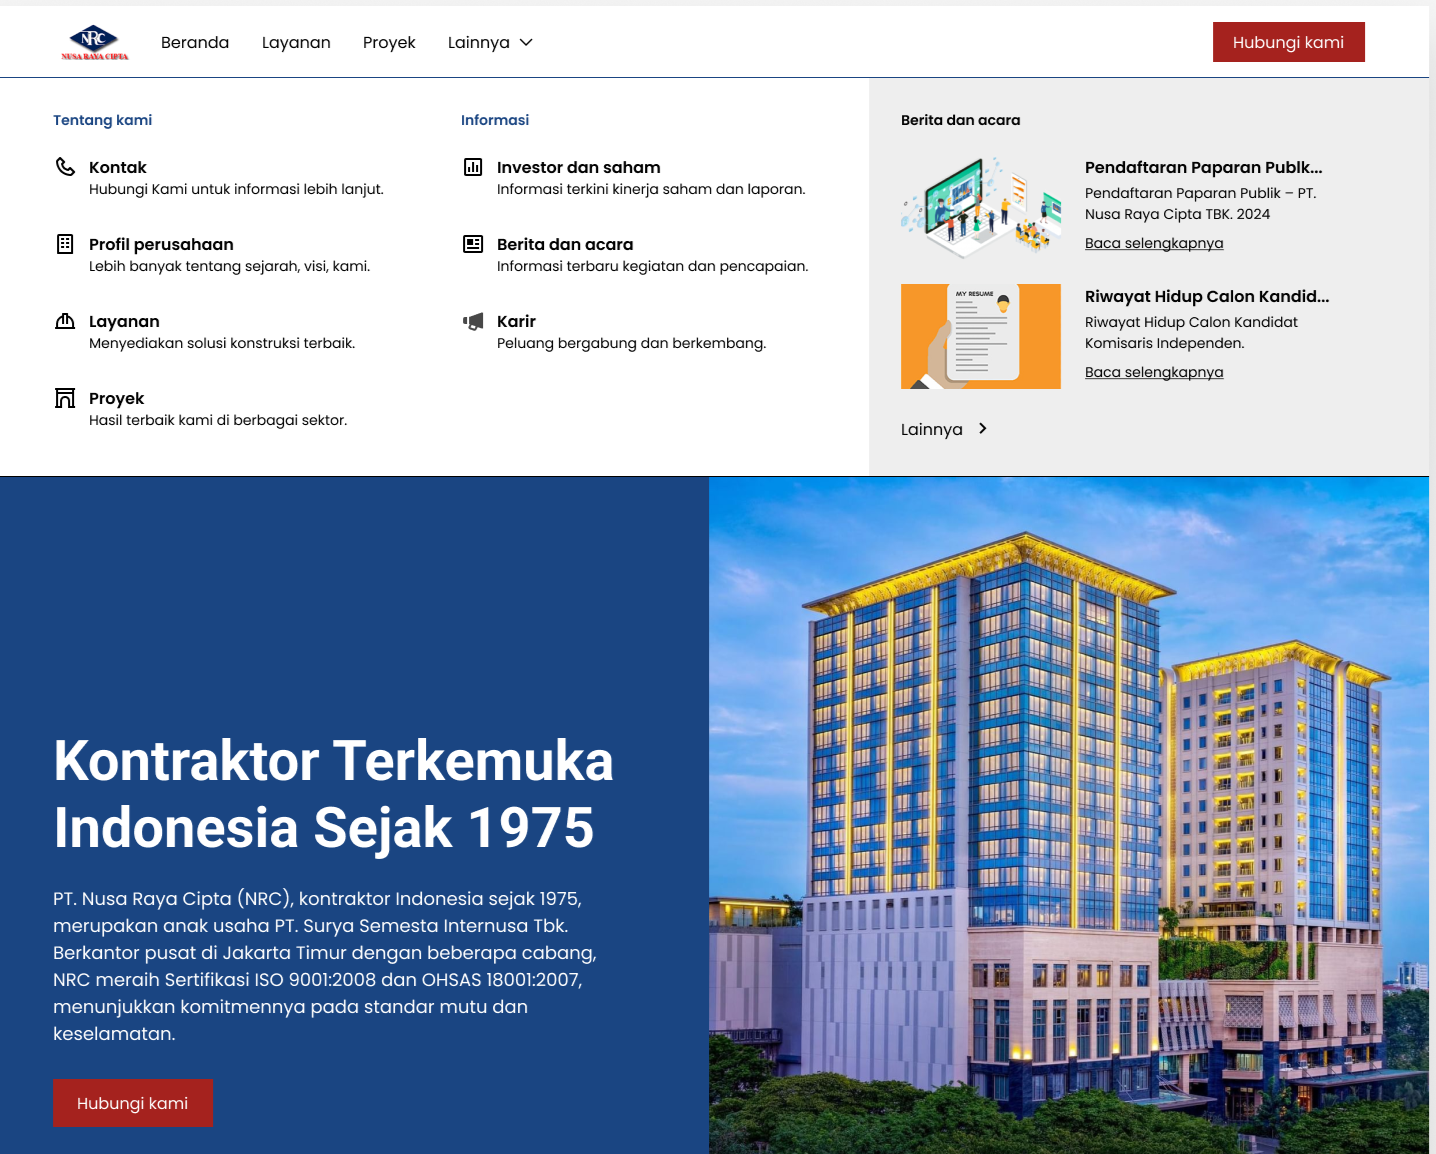 NRC
NUSA RAYA CIPTA
Beranda
Layanan
Proyek
Lainnya
Hubungi kami
Tentang kami
Kontak
Hubungi Kami untuk informasi lebih lanjut.
Profil perusahaan
Lebih banyak tentang sejarah, visi, kami.
Layanan
Menyediakan solusi konstruksi terbaik.
Proyek
Hasil terbaik kami di berbagai sektor.
Informasi
Investor dan saham
Informasi terkini kinerja saham dan laporan.
Berita dan acara
Informasi terbaru kegiatan dan pencapaian.
Karir
Peluang bergabung dan berkembang.
Berita dan acara
Pendaftaran Paparan Publk...
Pendaftaran Paparan Publik – PT.
Nusa Raya Cipta TBK. 2024
Baca selengkapnya
MY RESUME
Riwayat Hidup Calon Kandid...
Riwayat Hidup Calon Kandidat
Komisaris Independen.
Baca selengkapnya
Lainnya
Kontraktor Terkemuka
Indonesia Sejak 1975
PT. Nusa Raya Cipta (NRC), kontraktor Indonesia sejak 1975,
merupakan anak usaha PT. Surya Semesta Internusa Tbk.
Berkantor pusat di Jakarta Timur dengan beberapa cabang,
NRC meraih Sertifikasi ISO 9001:2008 dan OHSAS 18001:2007,
menunjukkan komitmennya pada standar mutu dan
keselamatan.
Hubungi kami